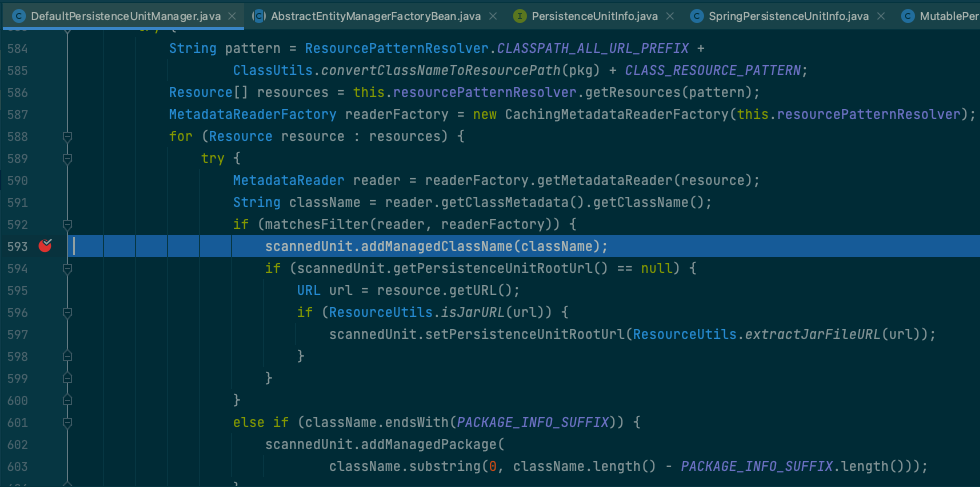 DefaultPersistenceUnitManager.java AbstractEntityManagerFactoryBean.java PersistenceUnitInfo.java SpringPersistenceUnitInfo.java MutablePer
584 String pattern = ResourcePatternResolver.CLASSPATH_ALL_URL_PREFIX +
585 ClassUtils.convertClassNameToResourcePath(pkg) + CLASS_RESOURCE_PATTERN;
586 Resource[] resources = this.resourcePatternResolver.getResources(pattern);
587 MetadataReaderFactory readerFactory = new CachingMetadataReaderFactory(this.resourcePatternResolver);
588 for (Resource resource : resources) {
589 try {
590 MetadataReader reader = readerFactory.getMetadataReader(resource);
591 String className = reader.getClassMetadata().getClassName();
592 if (matchesFilter(reader, readerFactory)) {
593 scannedUnit.addManagedClassName(className);
594 if (scannedUnit.getPersistenceUnitRootUrl() == null) {
595 URL url = resource.getURL();
596 if (ResourceUtils.isJarURL(url)) {
597 scannedUnit.setPersistenceUnitRootUrl(ResourceUtils.extractJarFileURL(url));
598 }
599 }
600 }
601 else if (className.endsWith(PACKAGE_INFO_SUFFIX)) {
602 scannedUnit.addManagedPackage(
603 className.substring(0, className.length() - PACKAGE_INFO_SUFFIX.length()));